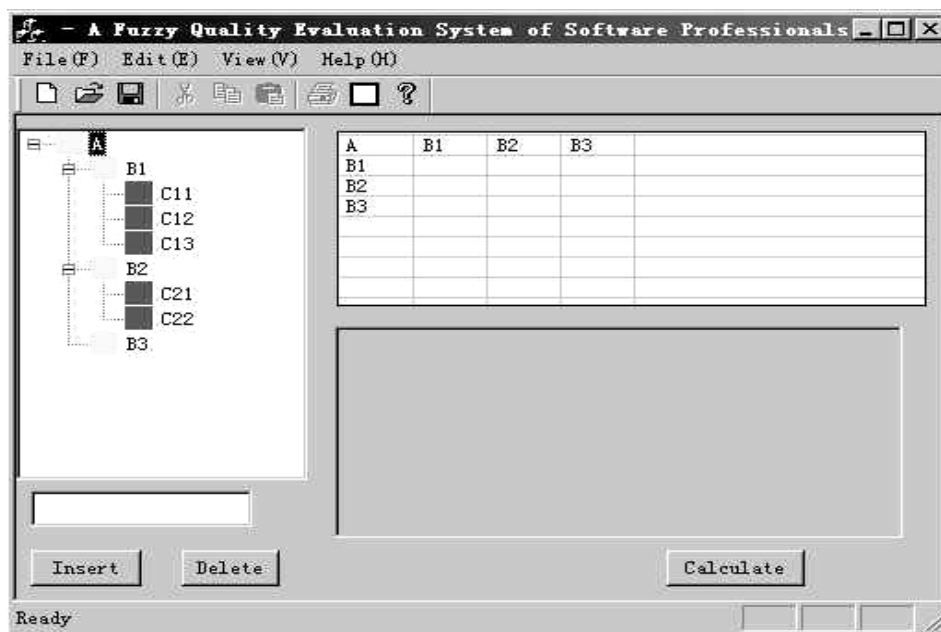 - A Fuzzy Quality Evaluation System of Software Professionals
File(F) Edit(E) View(V) Help(H)
A
B1
C11
C12
C13
B2
C21
C22
B3
A B1 B2 B3
B1
B2
B3
Insert Delete Calculate
Ready